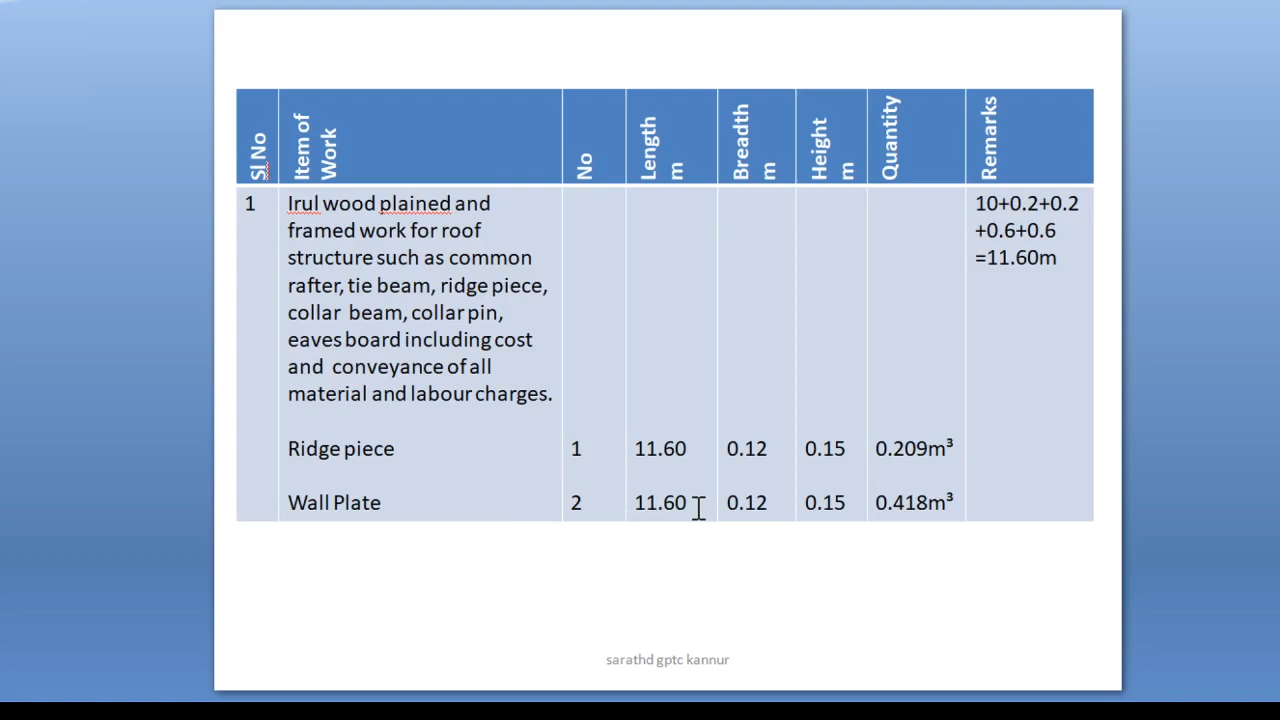 Sl No
Item of
Work
No
Length
m
Breadth
m
Height
m
Quantity
Remarks
1
Irul wood plained and
framed work for roof
structure such as common
rafter, tie beam, ridge piece,
collar beam, collar pin,
eaves board including cost
and conveyance of all
material and labour charges.
10+0.2+0.2
+0.6+0.6
=11.60m
Ridge piece 1 11.60 0.12 0.15 0.209m³
Wall Plate 2 11.60 0.12 0.15 0.418m³
sarathd gptc kannur